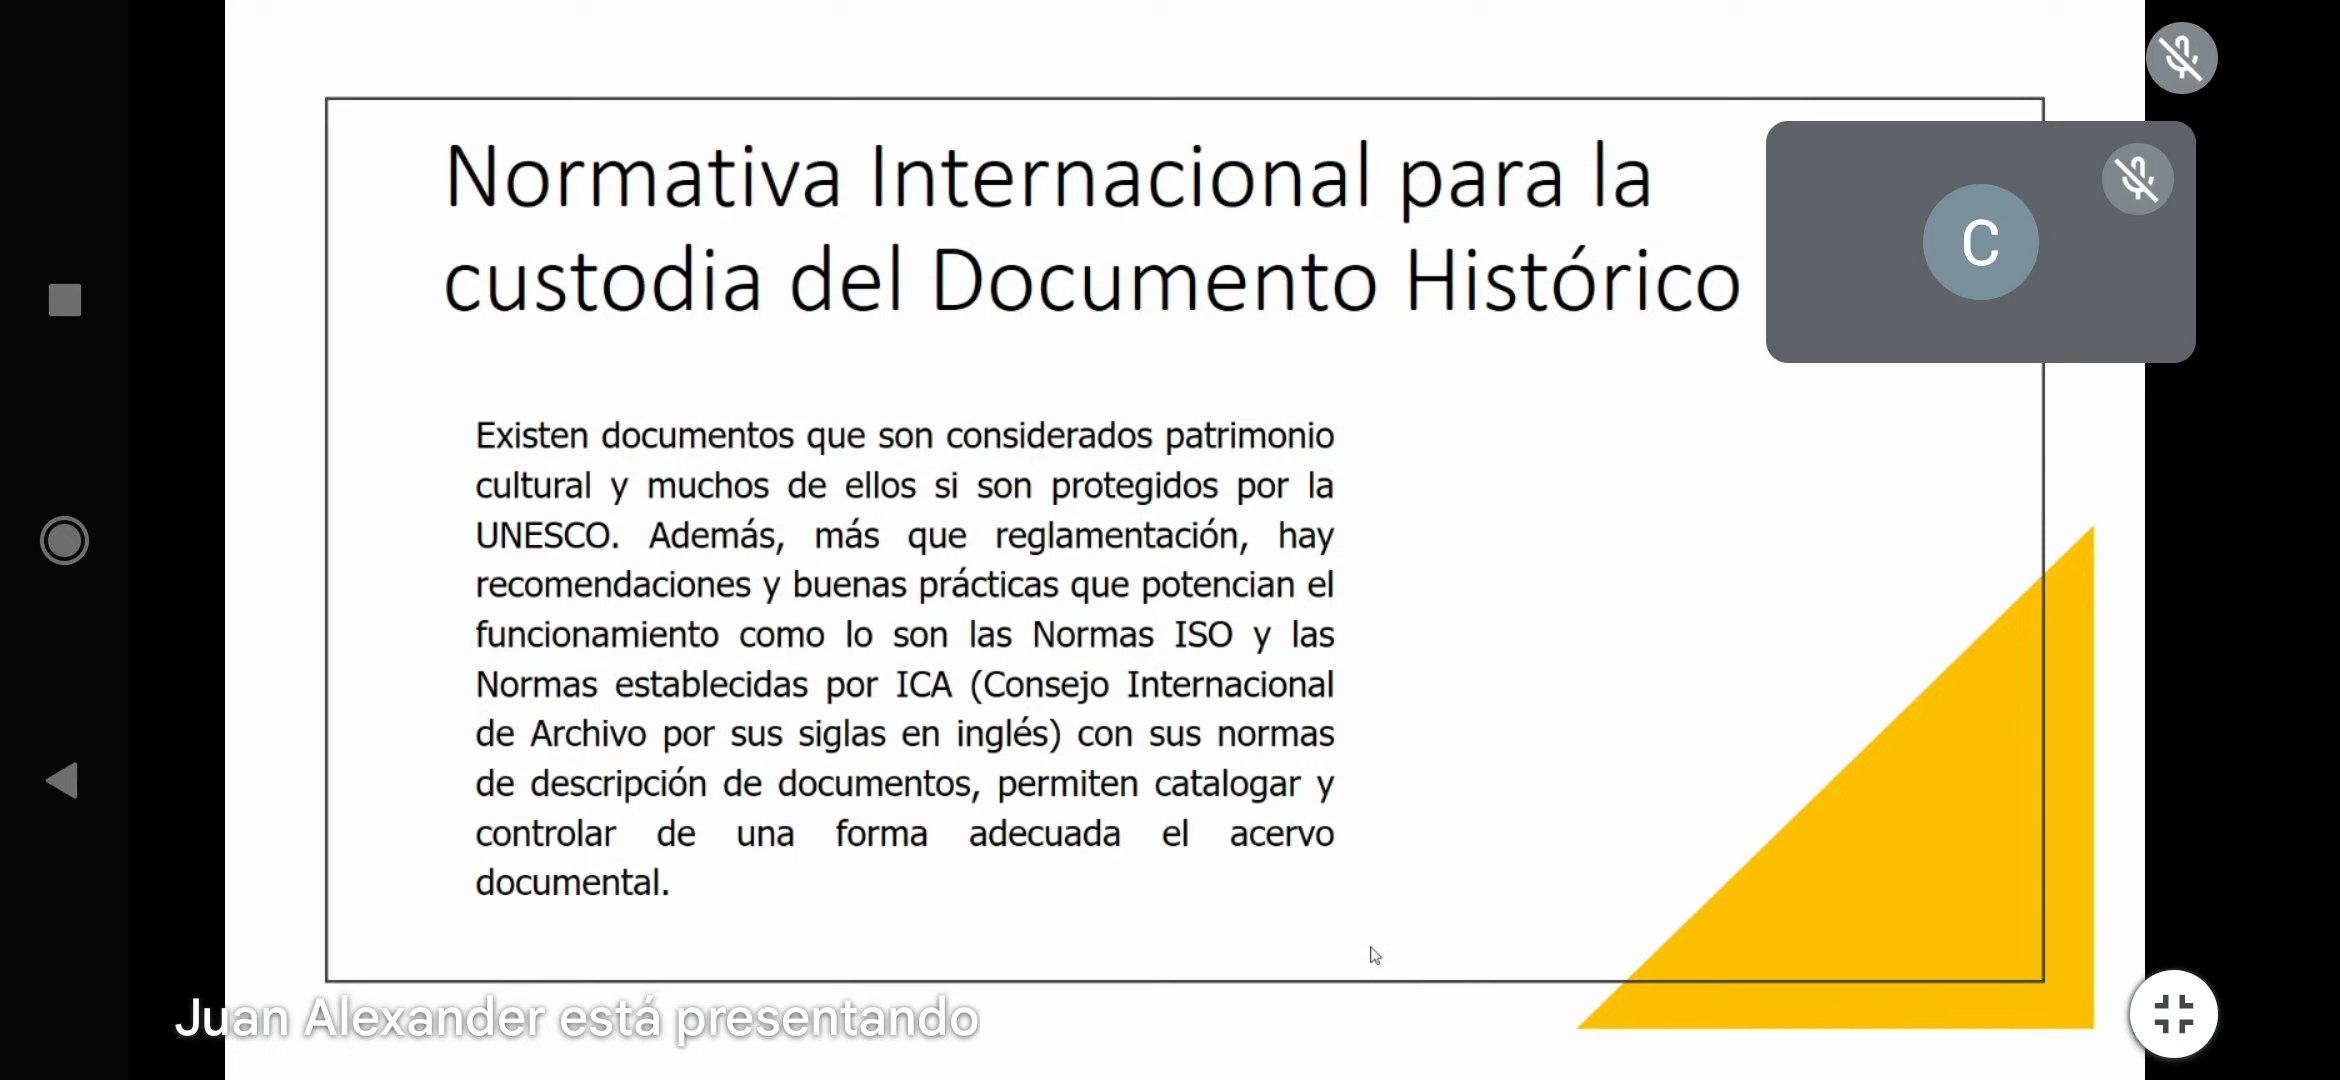 Normativa Internacional para la
custodia del Documento Histórico
C
Existen documentos que son considerados patrimonio
cultural y muchos de ellos si son protegidos por la
UNESCO. Además, más que reglamentación, hay
recomendaciones y buenas prácticas que potencian el
funcionamiento como lo son las Normas ISO y las
Normas establecidas por ICA (Consejo Internacional
de Archivo por sus siglas en inglés) con sus normas
de descripción de documentos, permiten catalogar y
controlar de una forma adecuada el acervo
documental.
Juan Alexander está presentando